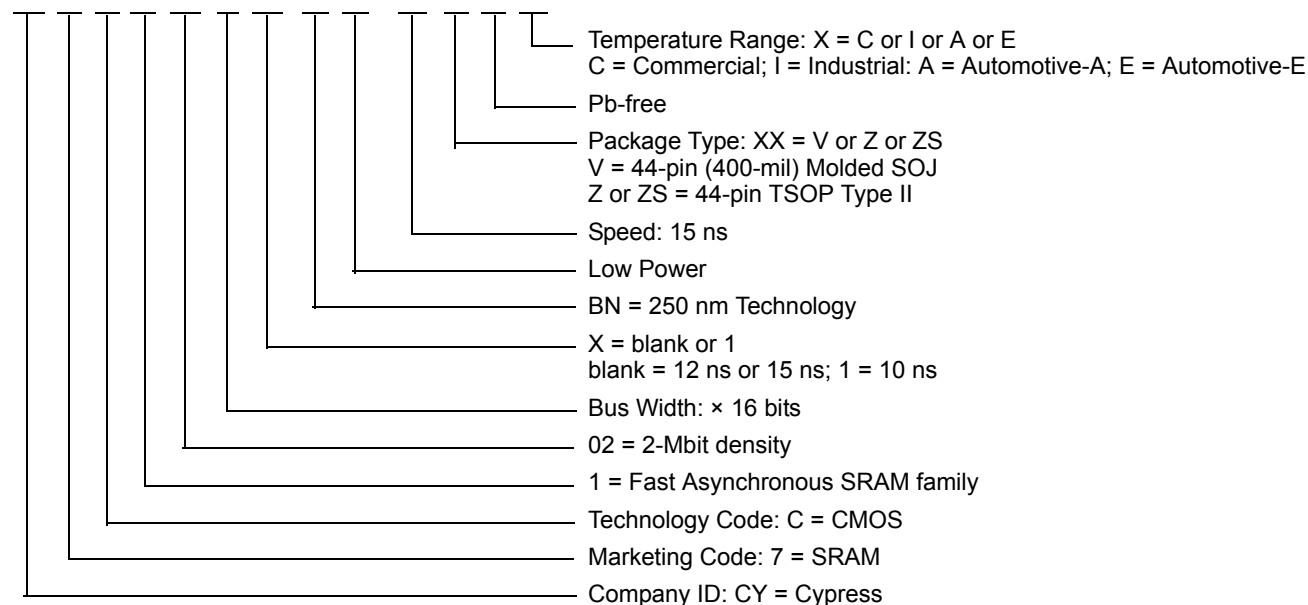 Temperature Range: X = C or I or A or E
C = Commercial; I = Industrial: A = Automotive-A; E = Automotive-E
Pb-free
Package Type: XX = V or Z or ZS
V = 44-pin (400-mil) Molded SOJ
Z or ZS = 44-pin TSOP Type II
Speed: 15 ns
Low Power
BN = 250 nm Technology
X = blank or 1
blank = 12 ns or 15 ns; 1 = 10 ns
Bus Width: × 16 bits
02 = 2-Mbit density
1 = Fast Asynchronous SRAM family
Technology Code: C = CMOS
Marketing Code: 7 = SRAM
Company ID: CY = Cypress